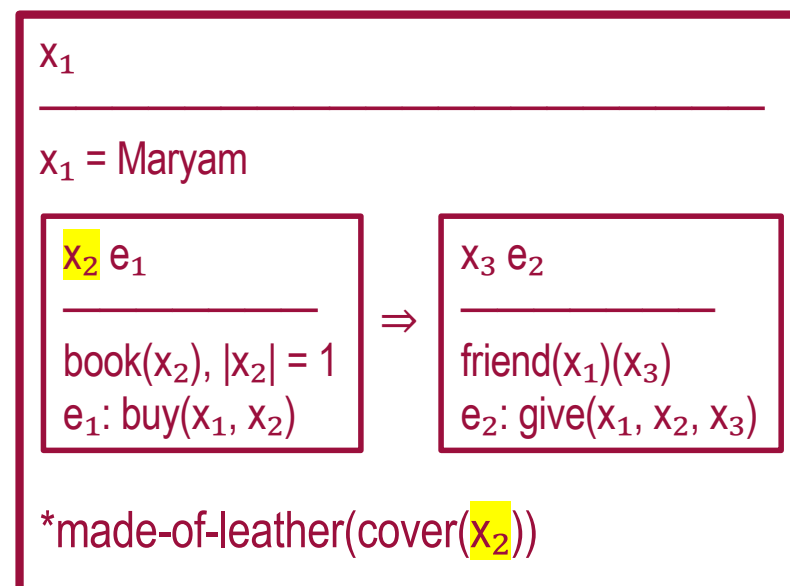 x₁
x₁ = Maryam
x₂ e₁
book(x₂), |x₂| = 1
e₁: buy(x₁, x₂)
⇒
x₃ e₂
friend(x₁)(x₃)
e₂: give(x₁, x₂, x₃)
*made-of-leather(cover(x₂))